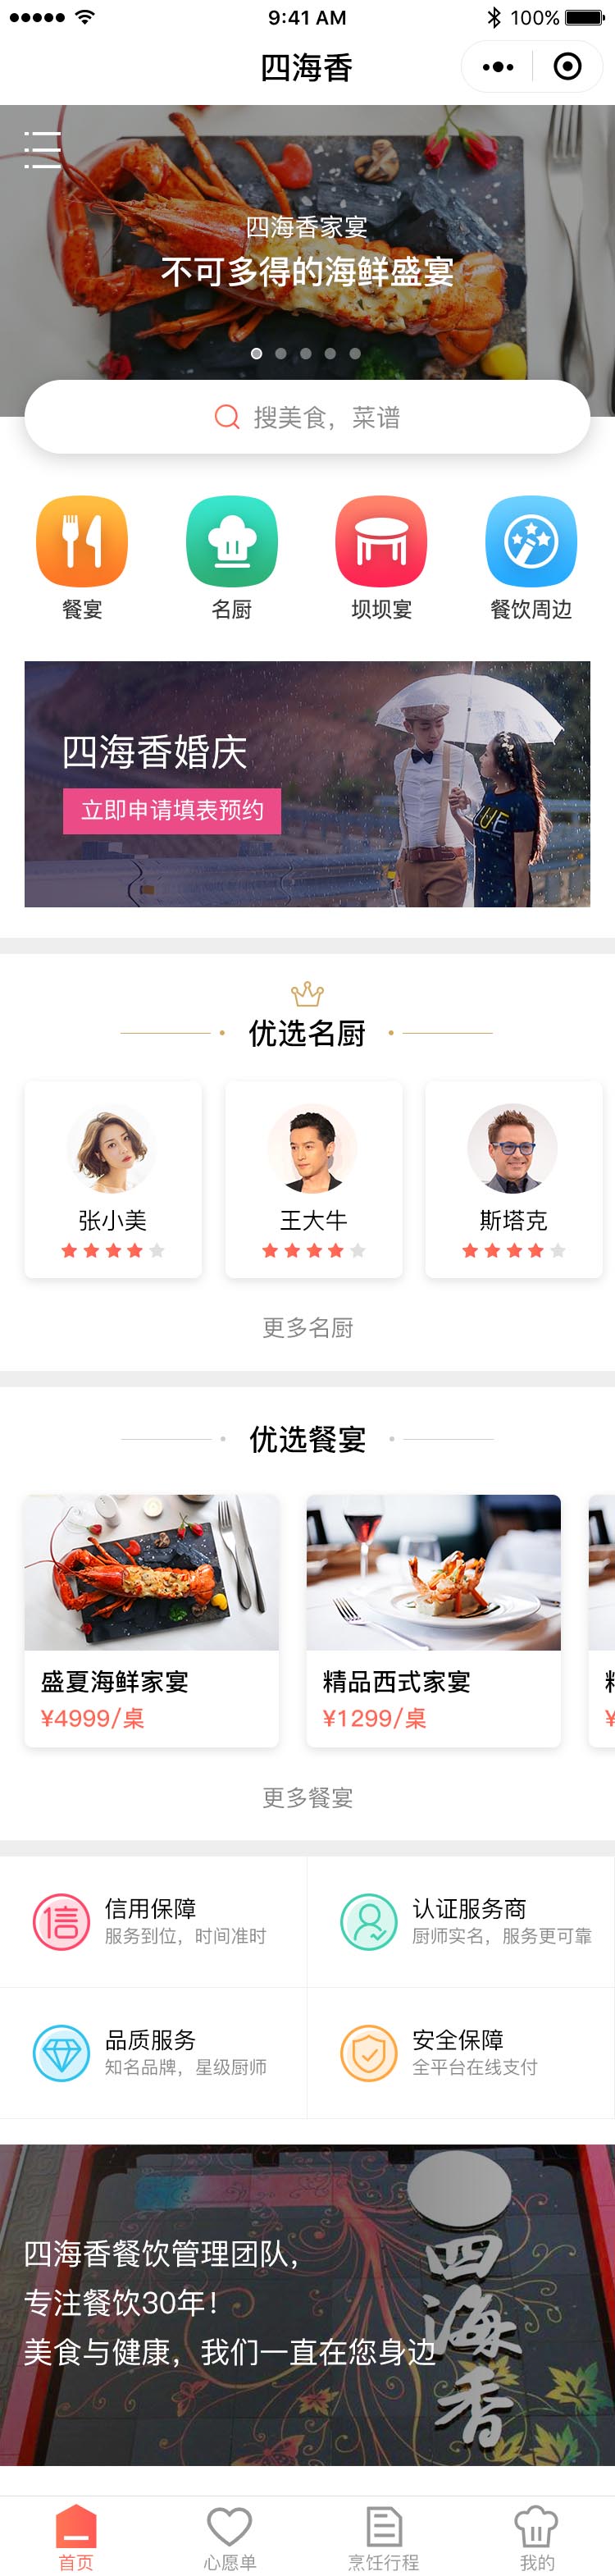 9:41 AM
100%
四海香
四海香家宴
不可多得的海鲜盛宴
搜美食，菜谱
餐宴
名厨
坝坝宴
餐饮周边
四海香婚庆
立即申请填表预约
优选名厨
张小美
王大牛
斯塔克
更多名厨
优选餐宴
盛夏海鲜家宴
¥4999/桌
精品西式家宴
¥1299/桌
更多餐宴
信
信用保障
服务到位，时间准时
认证服务商
厨师实名，服务更可靠
品质服务
知名品牌，星级厨师
安全保障
全平台在线支付
四海香餐饮管理团队，
专注餐饮30年！
美食与健康，我们一直在您身边
四海香
首页
心愿单
烹饪行程
我的